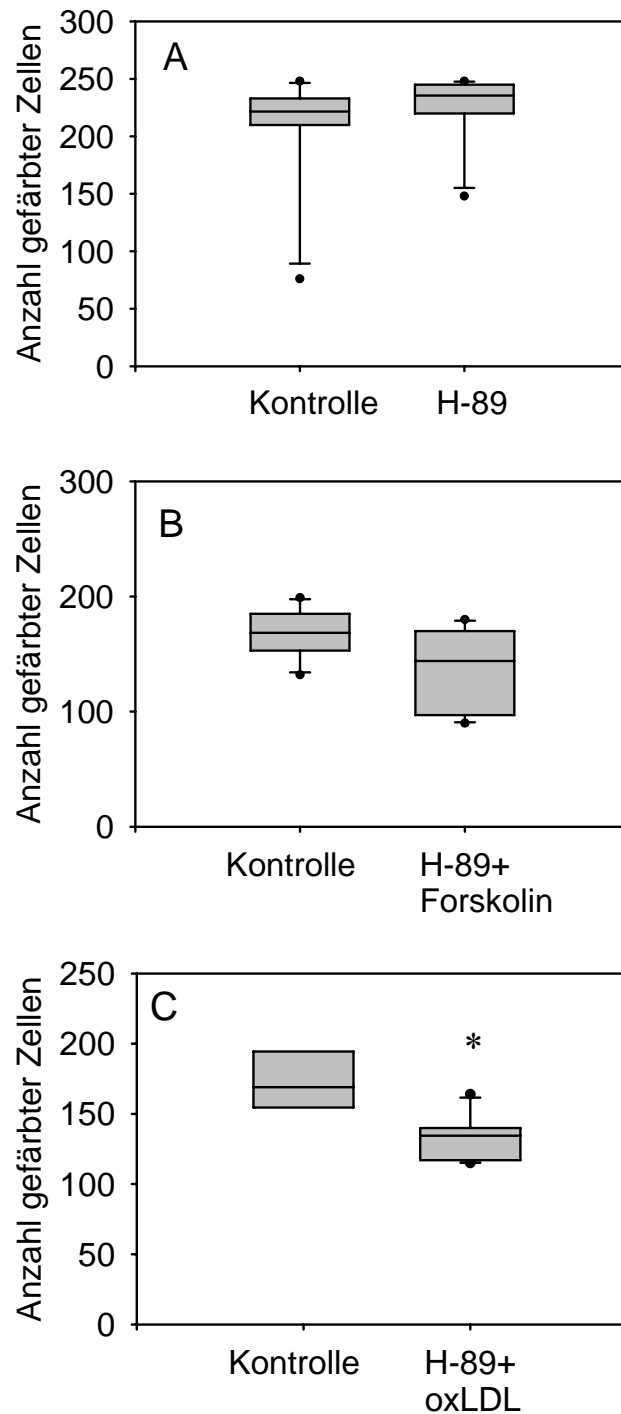 A
Anzahl gefärbter Zellen
300
250
200
150
100
50
0
Kontrolle
H-89
B
Anzahl gefärbter Zellen
300
200
100
0
Kontrolle
H-89+
Forskolin
C
Anzahl gefärbter Zellen
250
200
150
100
50
0
*
Kontrolle
H-89+
oxLDL